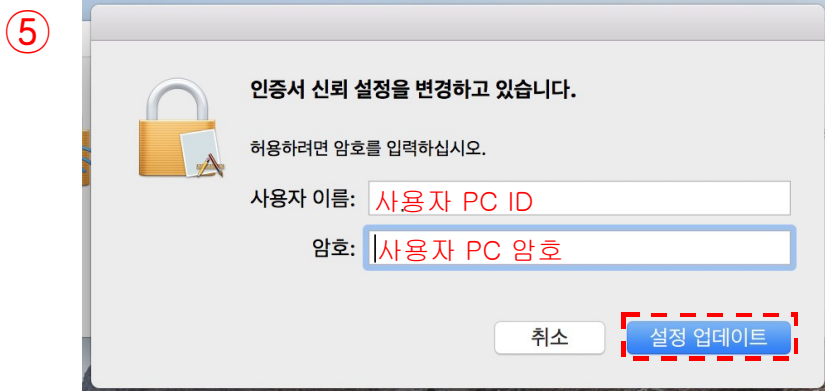 ⑤
인증서 신뢰 설정을 변경하고 있습니다.
허용하려면 암호를 입력하십시오.
사용자 이름: 사용자 PC ID
암호: 사용자 PC 암호
취소 설정 업데이트